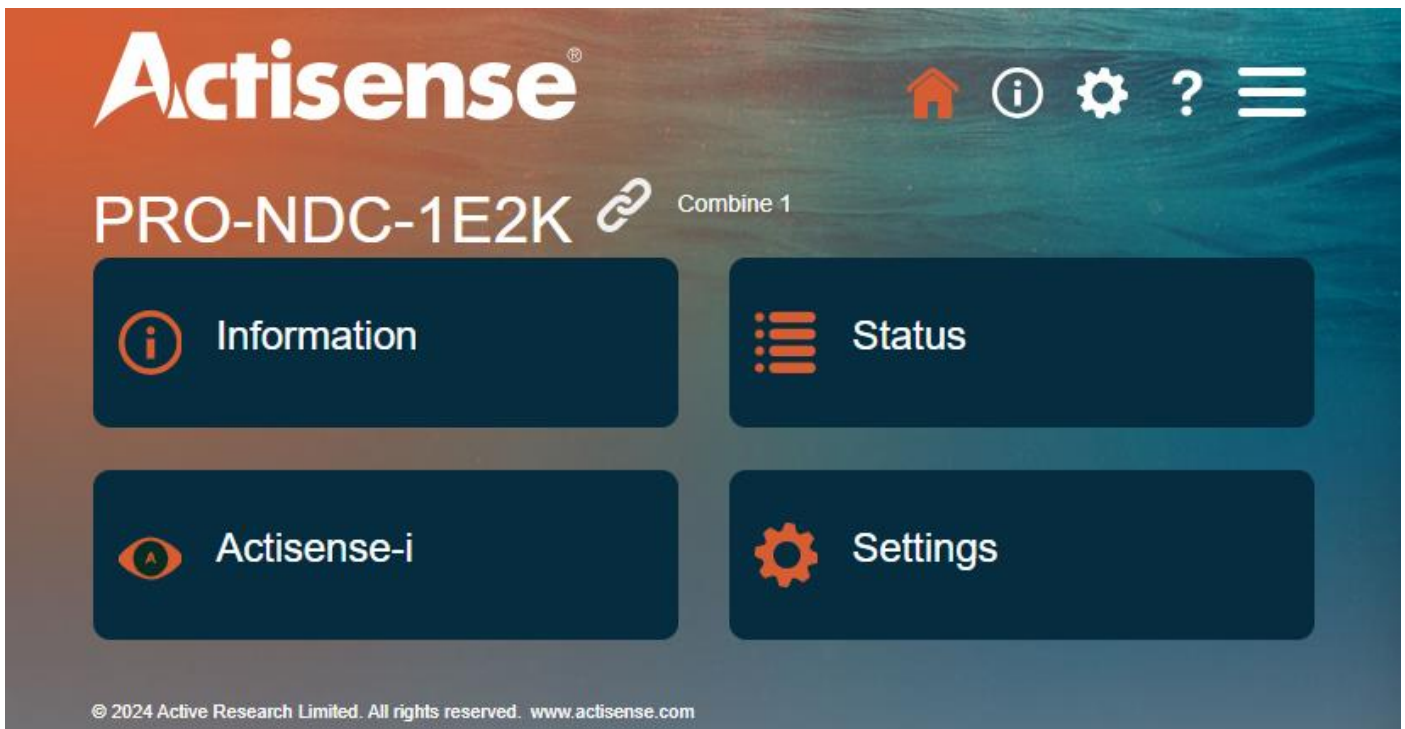 Actisense®
PRO-NDC-1E2K Combine 1
Information
Status
Actisense-i
Settings
© 2024 Active Research Limited. All rights reserved. www.actisense.com